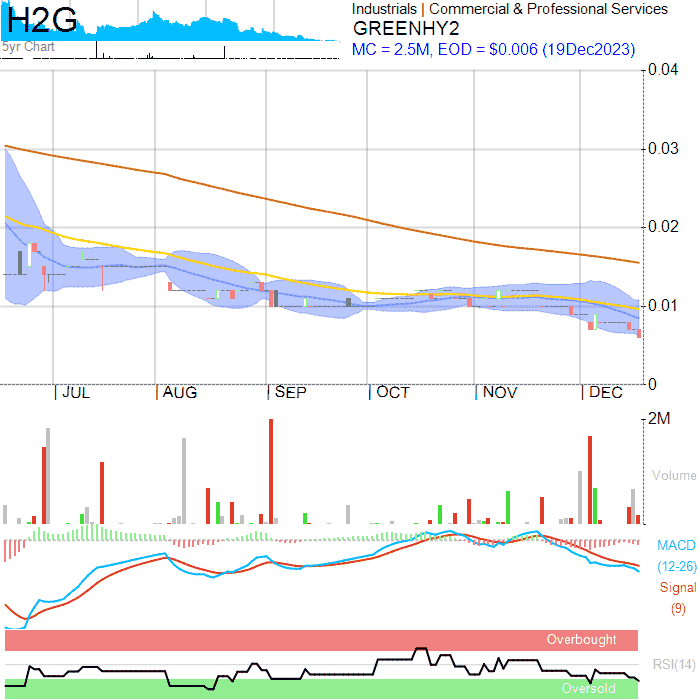 H2G
5yr Chart
Industrials | Commercial & Professional Services
GREENHY2
MC = 2.5M, EOD = $0.006 (19Dec2023)
0.04
0.03
0.02
0.01
0
JUL
AUG
SEP
OCT
NOV
DEC
2M
Volume
MACD
(12-26)
Signal
(9)
Overbought
RSI(14)
Oversold